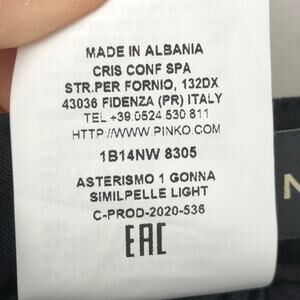 MADE IN ALBANIA
CRIS CONF SPA
STR.PER FORNIO, 132DX
43036 FIDENZA (PR) ITALY
TEL +39.0524 530 811
HTTP://WWW.PINKO.COM
1B14NW 8305
ASTERISMO 1 GONNA
SIMILPELLE LIGHT
C-PROD-2020-536
EAC
N